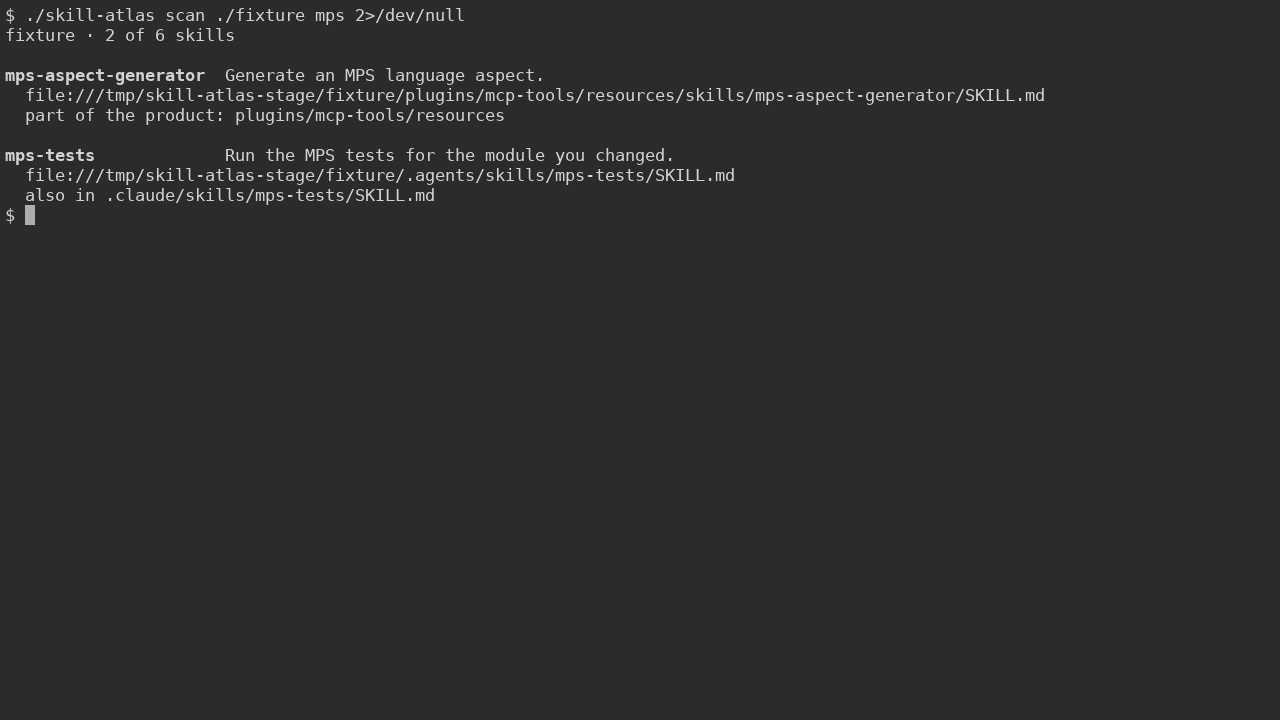 $ ./skill-atlas scan ./fixture mps 2>/dev/null
fixture · 2 of 6 skills

mps-aspect-generator  Generate an MPS language aspect.
  file:///tmp/skill-atlas-stage/fixture/plugins/mcp-tools/resources/skills/mps-aspect-generator/SKILL.md
  part of the product: plugins/mcp-tools/resources

mps-tests             Run the MPS tests for the module you changed.
  file:///tmp/skill-atlas-stage/fixture/.agents/skills/mps-tests/SKILL.md
  also in .claude/skills/mps-tests/SKILL.md
$